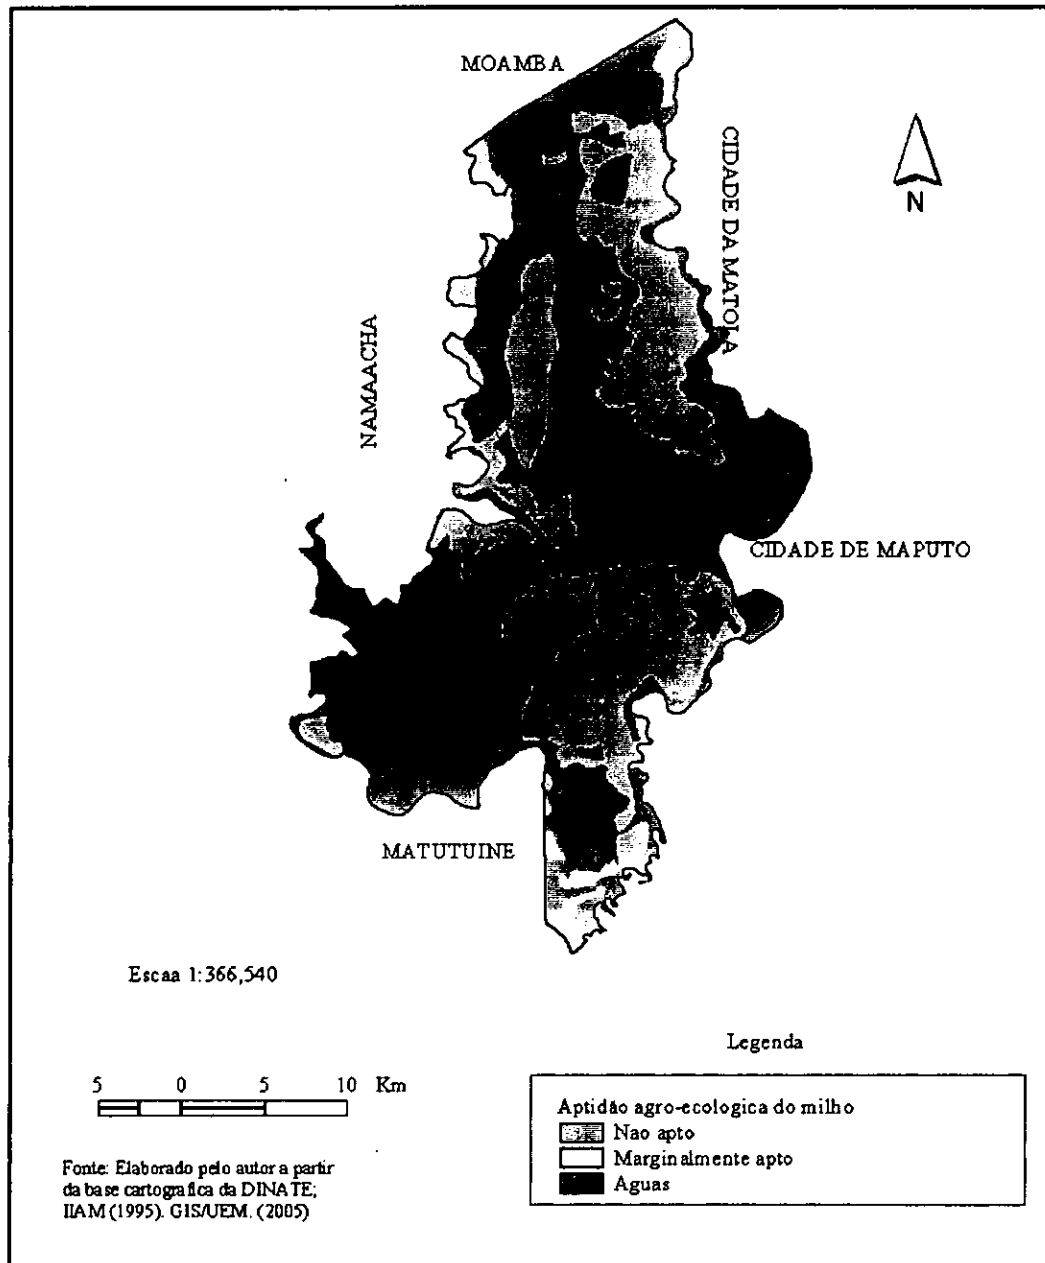 MOAMBA
CIDADE DA MATOLA
N
NAMAACHA
CIDADE DE MAPUTO
MATUTUINE
Escaa 1:366,540
5 0 5 10 Km
Legenda
Aptidão agro-ecologica do milho
Nao apto
Marginalmente apto
Aguas
Fonte: Elaborado pelo autor a partir
da base cartografica da DINATE;
IIAM (1995). GIS/UEM. (2005)